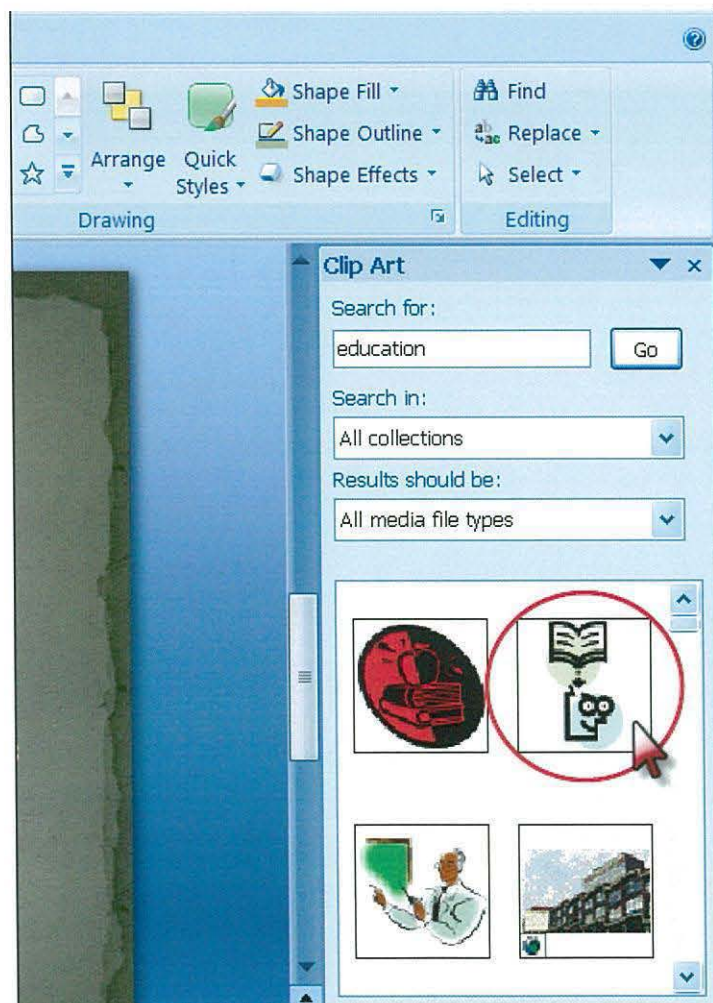 Shape Fill
Find
Shape Outline
Replace
Arrange
Quick
Styles
Shape Effects
Select
Drawing
Editing
Clip Art
Search for:
education
Go
Search in:
All collections
Results should be:
All media file types